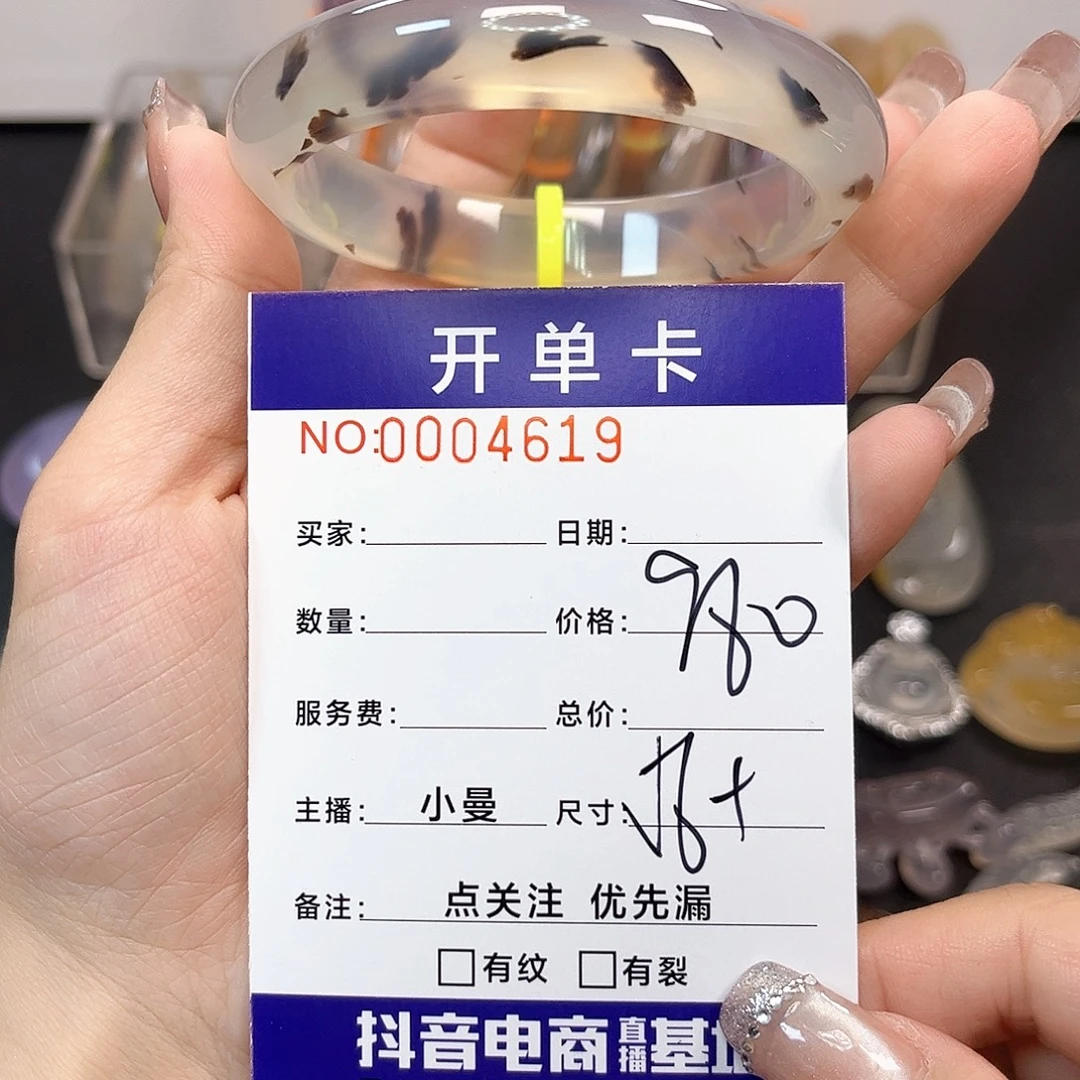 开单卡
NO:0004619
买家: 日期:
数量: 价格: 980
服务费: 总价:
主播: 小曼 尺寸: 58+
备注: 点关注 优先漏
□有纹 □有裂
抖音电商直播基地